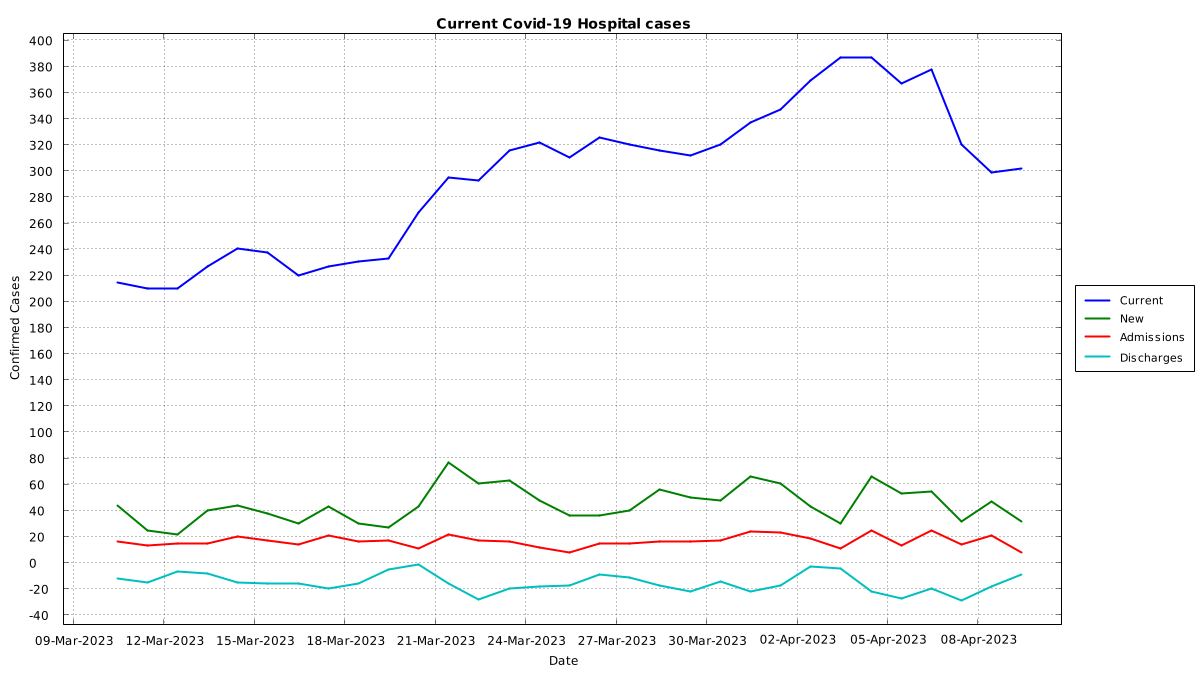 Current Covid-19 Hospital cases
400
380
360
340
320
300
280
260
240
220
200
180
160
140
120
100
80
60
40
20
0
-20
-40
Confirmed Cases
09-Mar-2023 12-Mar-2023 15-Mar-2023 18-Mar-2023 21-Mar-2023 24-Mar-2023 27-Mar-2023 30-Mar-2023 02-Apr-2023 05-Apr-2023 08-Apr-2023
Date
Current
New
Admissions
Discharges